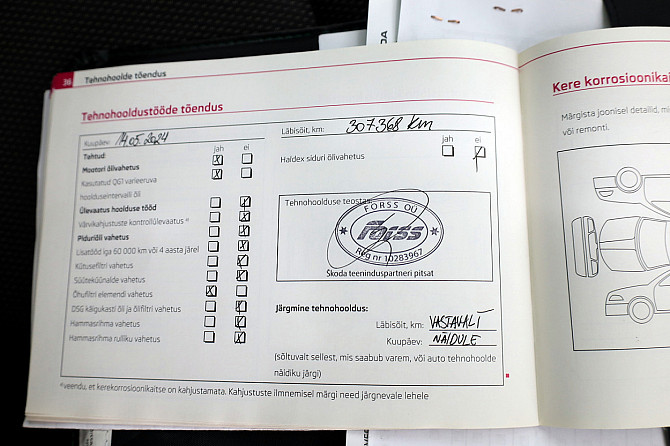 36
Tehnohoolde tõendus
Tehnohooldustööde tõendus
Kuupäev: 14.05.2024
Läbisõit, km: 307.368 km
jah ei
Tehtud
Mootori õlivahetus
Kasutatud QG1 varieeruva
hooldusintervalli õli
Ülevaatus hoolduse tööd
Värvikahjustuste kontrollülevaatus
Piduriõli vahetus
Lisatööd iga 60 000 km või 4 aasta järel
Kütusefiltri vahetus
Süüteküünalde vahetus
Õhufiltri elemendi vahetus
DSG käigukasti õli ja õlifiltri vahetus
Hammasrihma vahetus
Hammasrihma rulliku vahetus
jah ei
Haldex siduri õlivahetus
Tehnohoolduse teostas
FORSS OÜ
Forss
Reg nr 10283967
Škoda teeninduspartneri pitsat
Järgmine tehnohooldus:
Läbisõit, km: VASTAVALT
Kuupäev: NÄIDULE
(sõltuvalt sellest, mis saabub varem, või auto tehnohoolde
näidiku järgi)
veendu, et kerekorrosioonikaitse on kahjustamata. Kahjustuste ilmnemisel märgi need järgnevale lehele
Kere korrosioonikai
Märgista joonisel detailid, mi
või remonti.